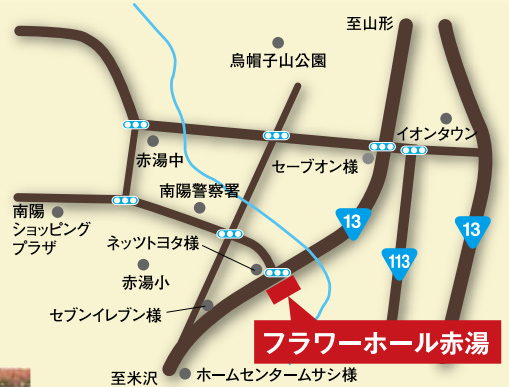 至山形
烏帽子山公園
イオンタウン
赤湯中
セーブオン様
南陽警察署
南陽
ショッピング
プラザ
13
13
ネッツトヨタ様
113
赤湯小
セブンイレブン様
フラワーホール赤湯
至米沢
ホームセンタームサシ様